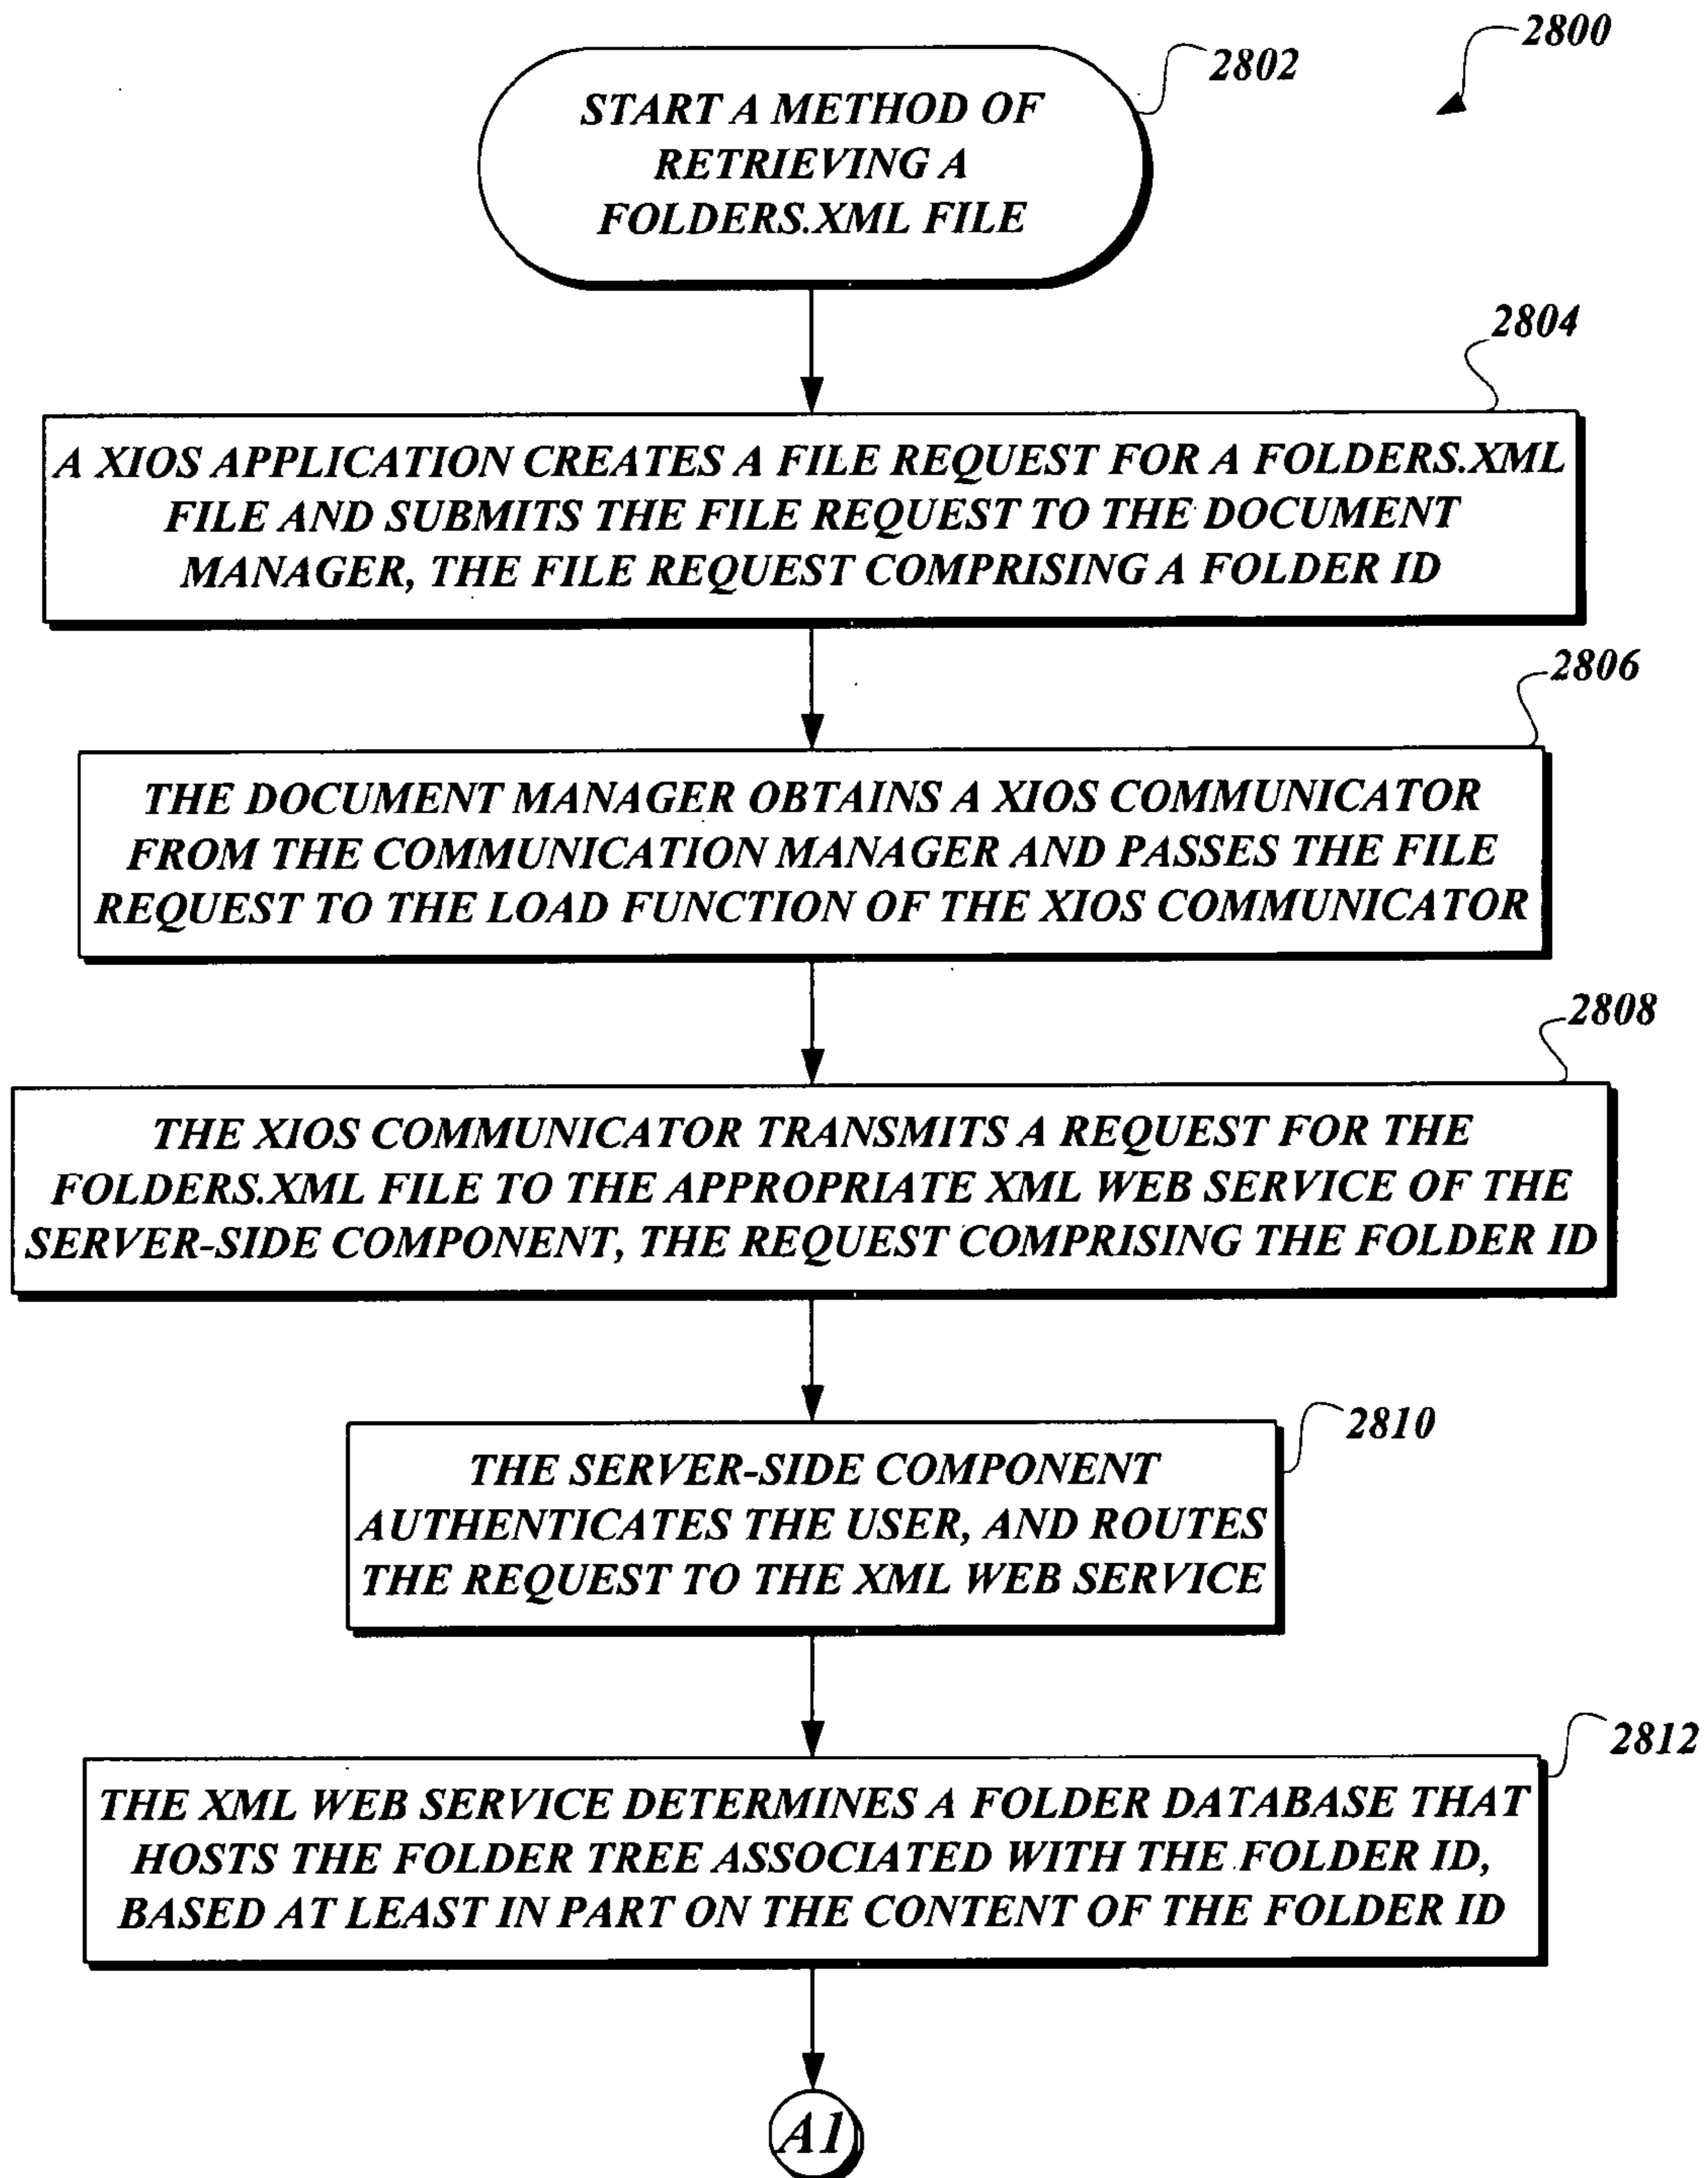 2800
2802
START A METHOD OF
RETRIEVING A
FOLDERS.XML FILE
2804
A XIOS APPLICATION CREATES A FILE REQUEST FOR A FOLDERS.XML
FILE AND SUBMITS THE FILE REQUEST TO THE DOCUMENT
MANAGER, THE FILE REQUEST COMPRISING A FOLDER ID
2806
THE DOCUMENT MANAGER OBTAINS A XIOS COMMUNICATOR
FROM THE COMMUNICATION MANAGER AND PASSES THE FILE
REQUEST TO THE LOAD FUNCTION OF THE XIOS COMMUNICATOR
2808
THE XIOS COMMUNICATOR TRANSMITS A REQUEST FOR THE
FOLDERS.XML FILE TO THE APPROPRIATE XML WEB SERVICE OF THE
SERVER-SIDE COMPONENT, THE REQUEST COMPRISING THE FOLDER ID
2810
THE SERVER-SIDE COMPONENT
AUTHENTICATES THE USER, AND ROUTES
THE REQUEST TO THE XML WEB SERVICE
2812
THE XML WEB SERVICE DETERMINES A FOLDER DATABASE THAT
HOSTS THE FOLDER TREE ASSOCIATED WITH THE FOLDER ID,
BASED AT LEAST IN PART ON THE CONTENT OF THE FOLDER ID
A1